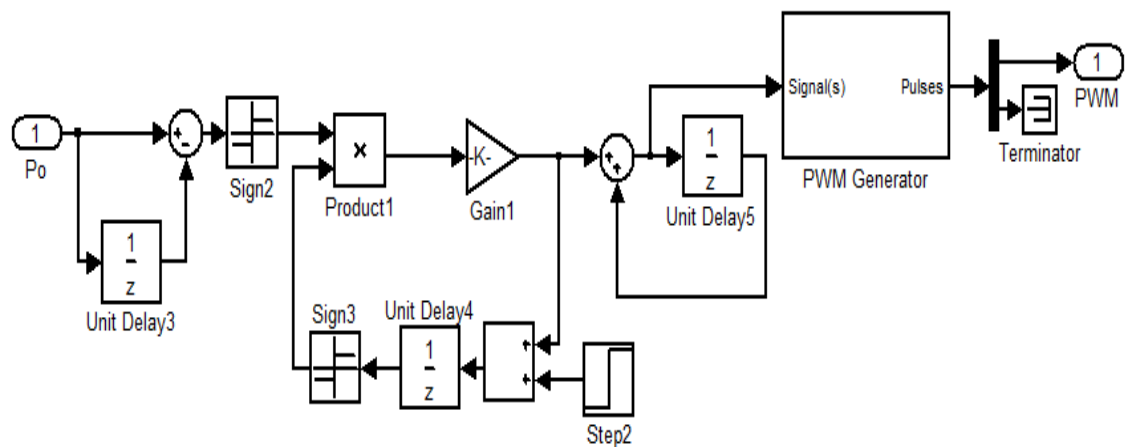 1
Po
1
z
Unit Delay3
+
-
Sign2
×
Product1
-K-
Gain1
+
+
1
z
Unit Delay5
Signal(s) Pulses
PWM Generator
1
PWM
Terminator
Sign3
Unit Delay4
1
z
+
+
Step2